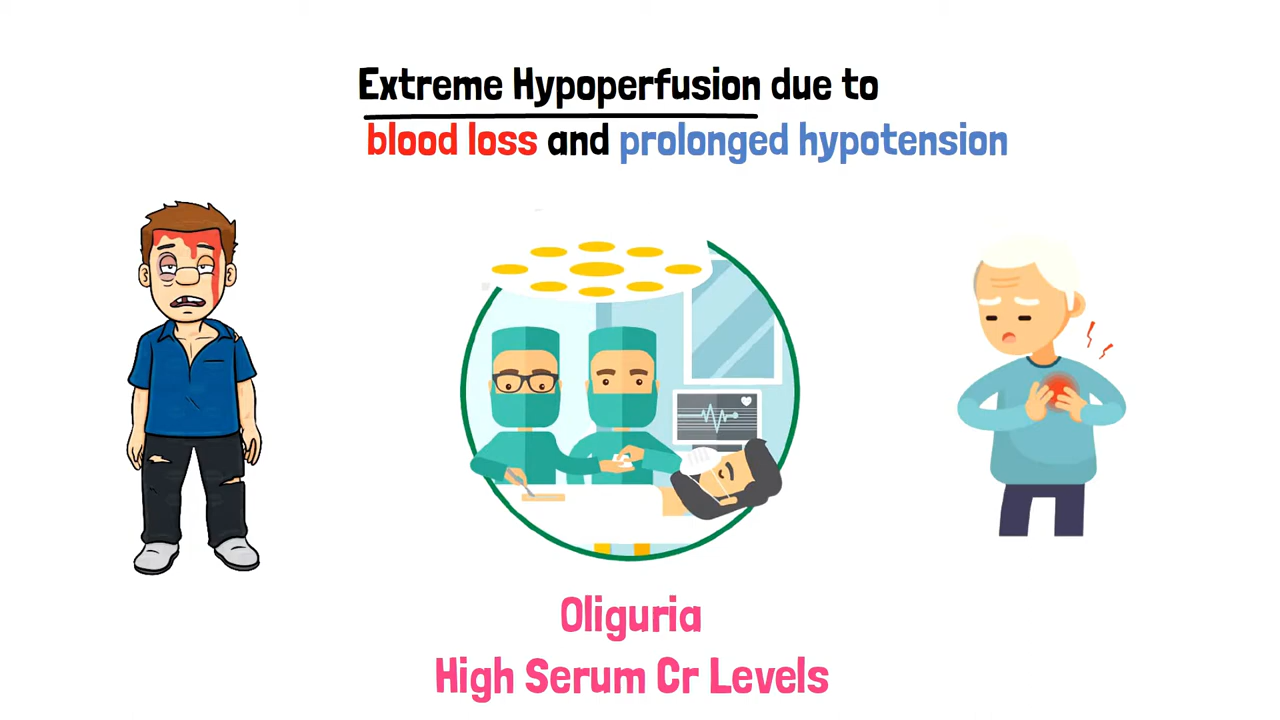 Extreme Hypoperfusion due to
blood loss and prolonged hypotension
Oliguria
High Serum Cr Levels